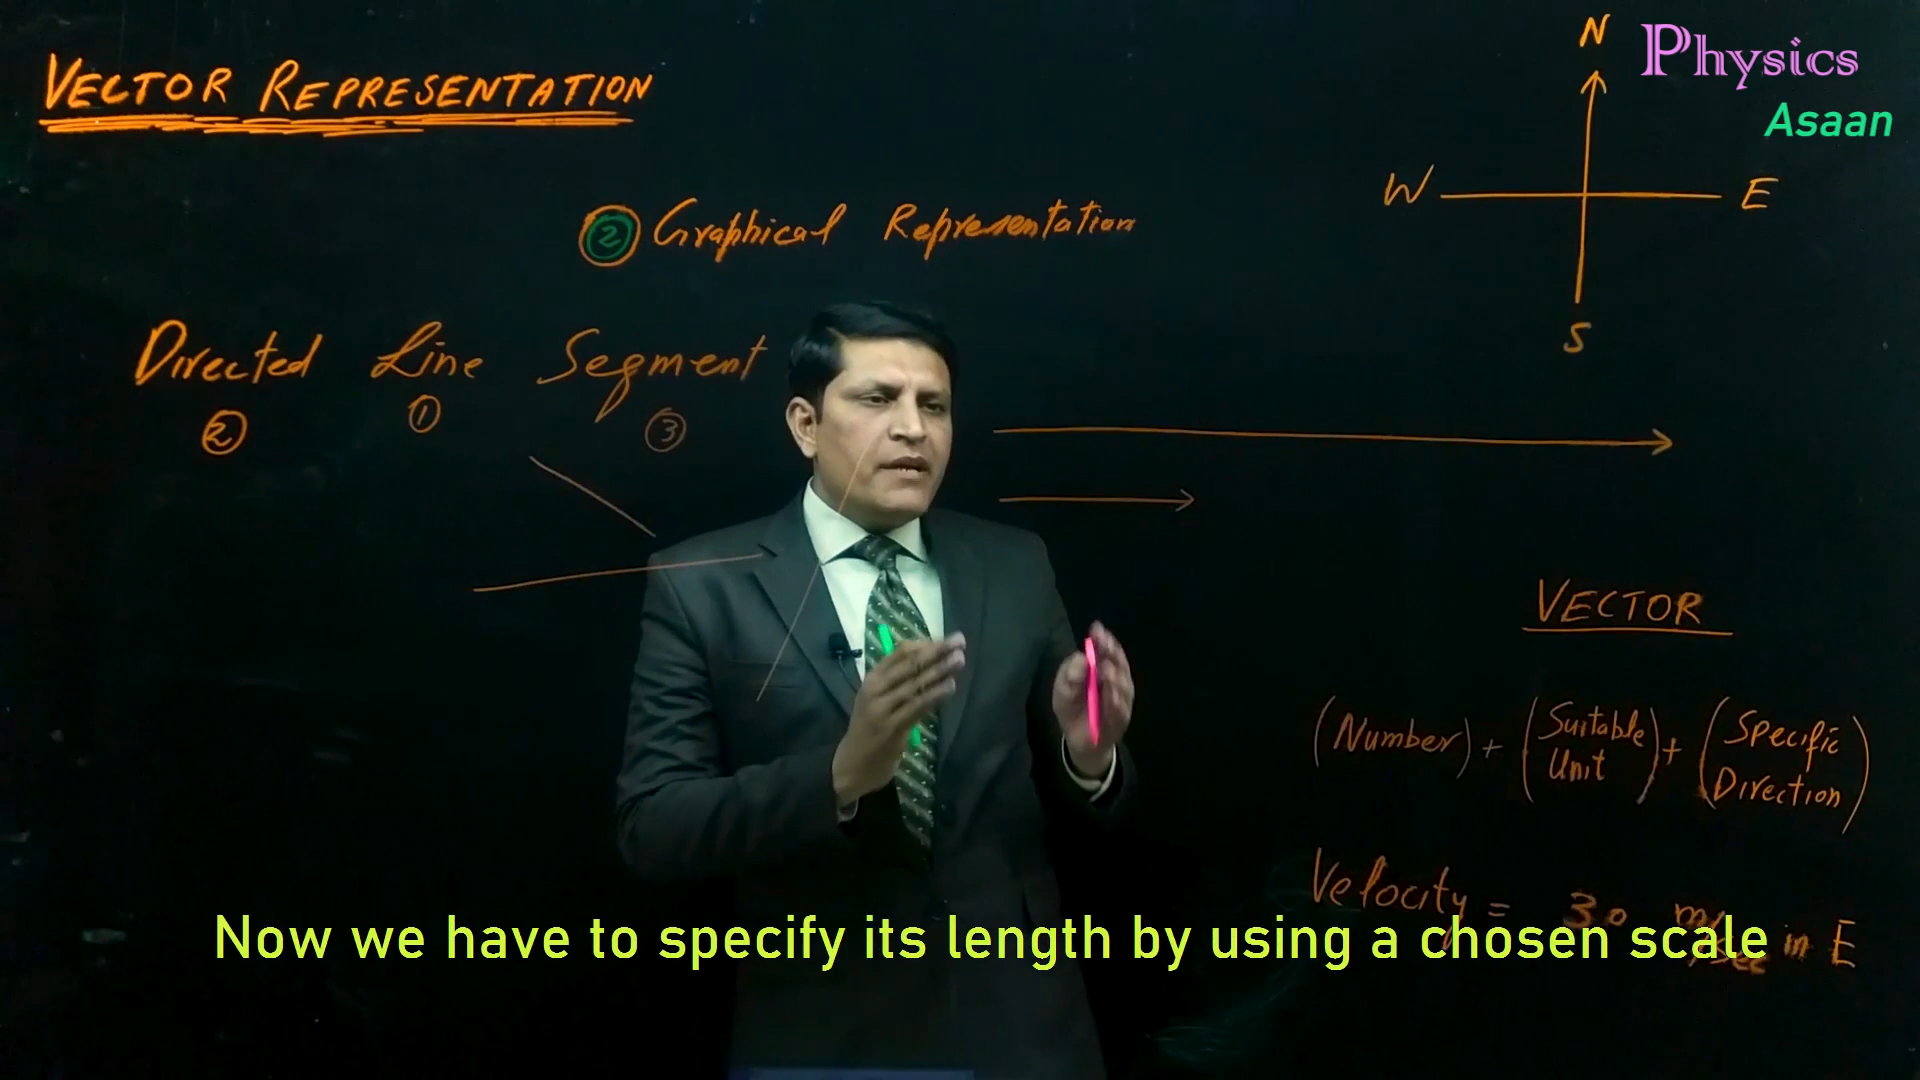 VECTOR REPRESENTATION
N
Physics
Asaan
W
E
S
② Graphical Representation
Directed Line Segment
② ① ③
VECTOR
(Number) + (Suitable Unit) + (Specific Direction)
Velocity = 30 m/sec in E
Now we have to specify its length by using a chosen scale